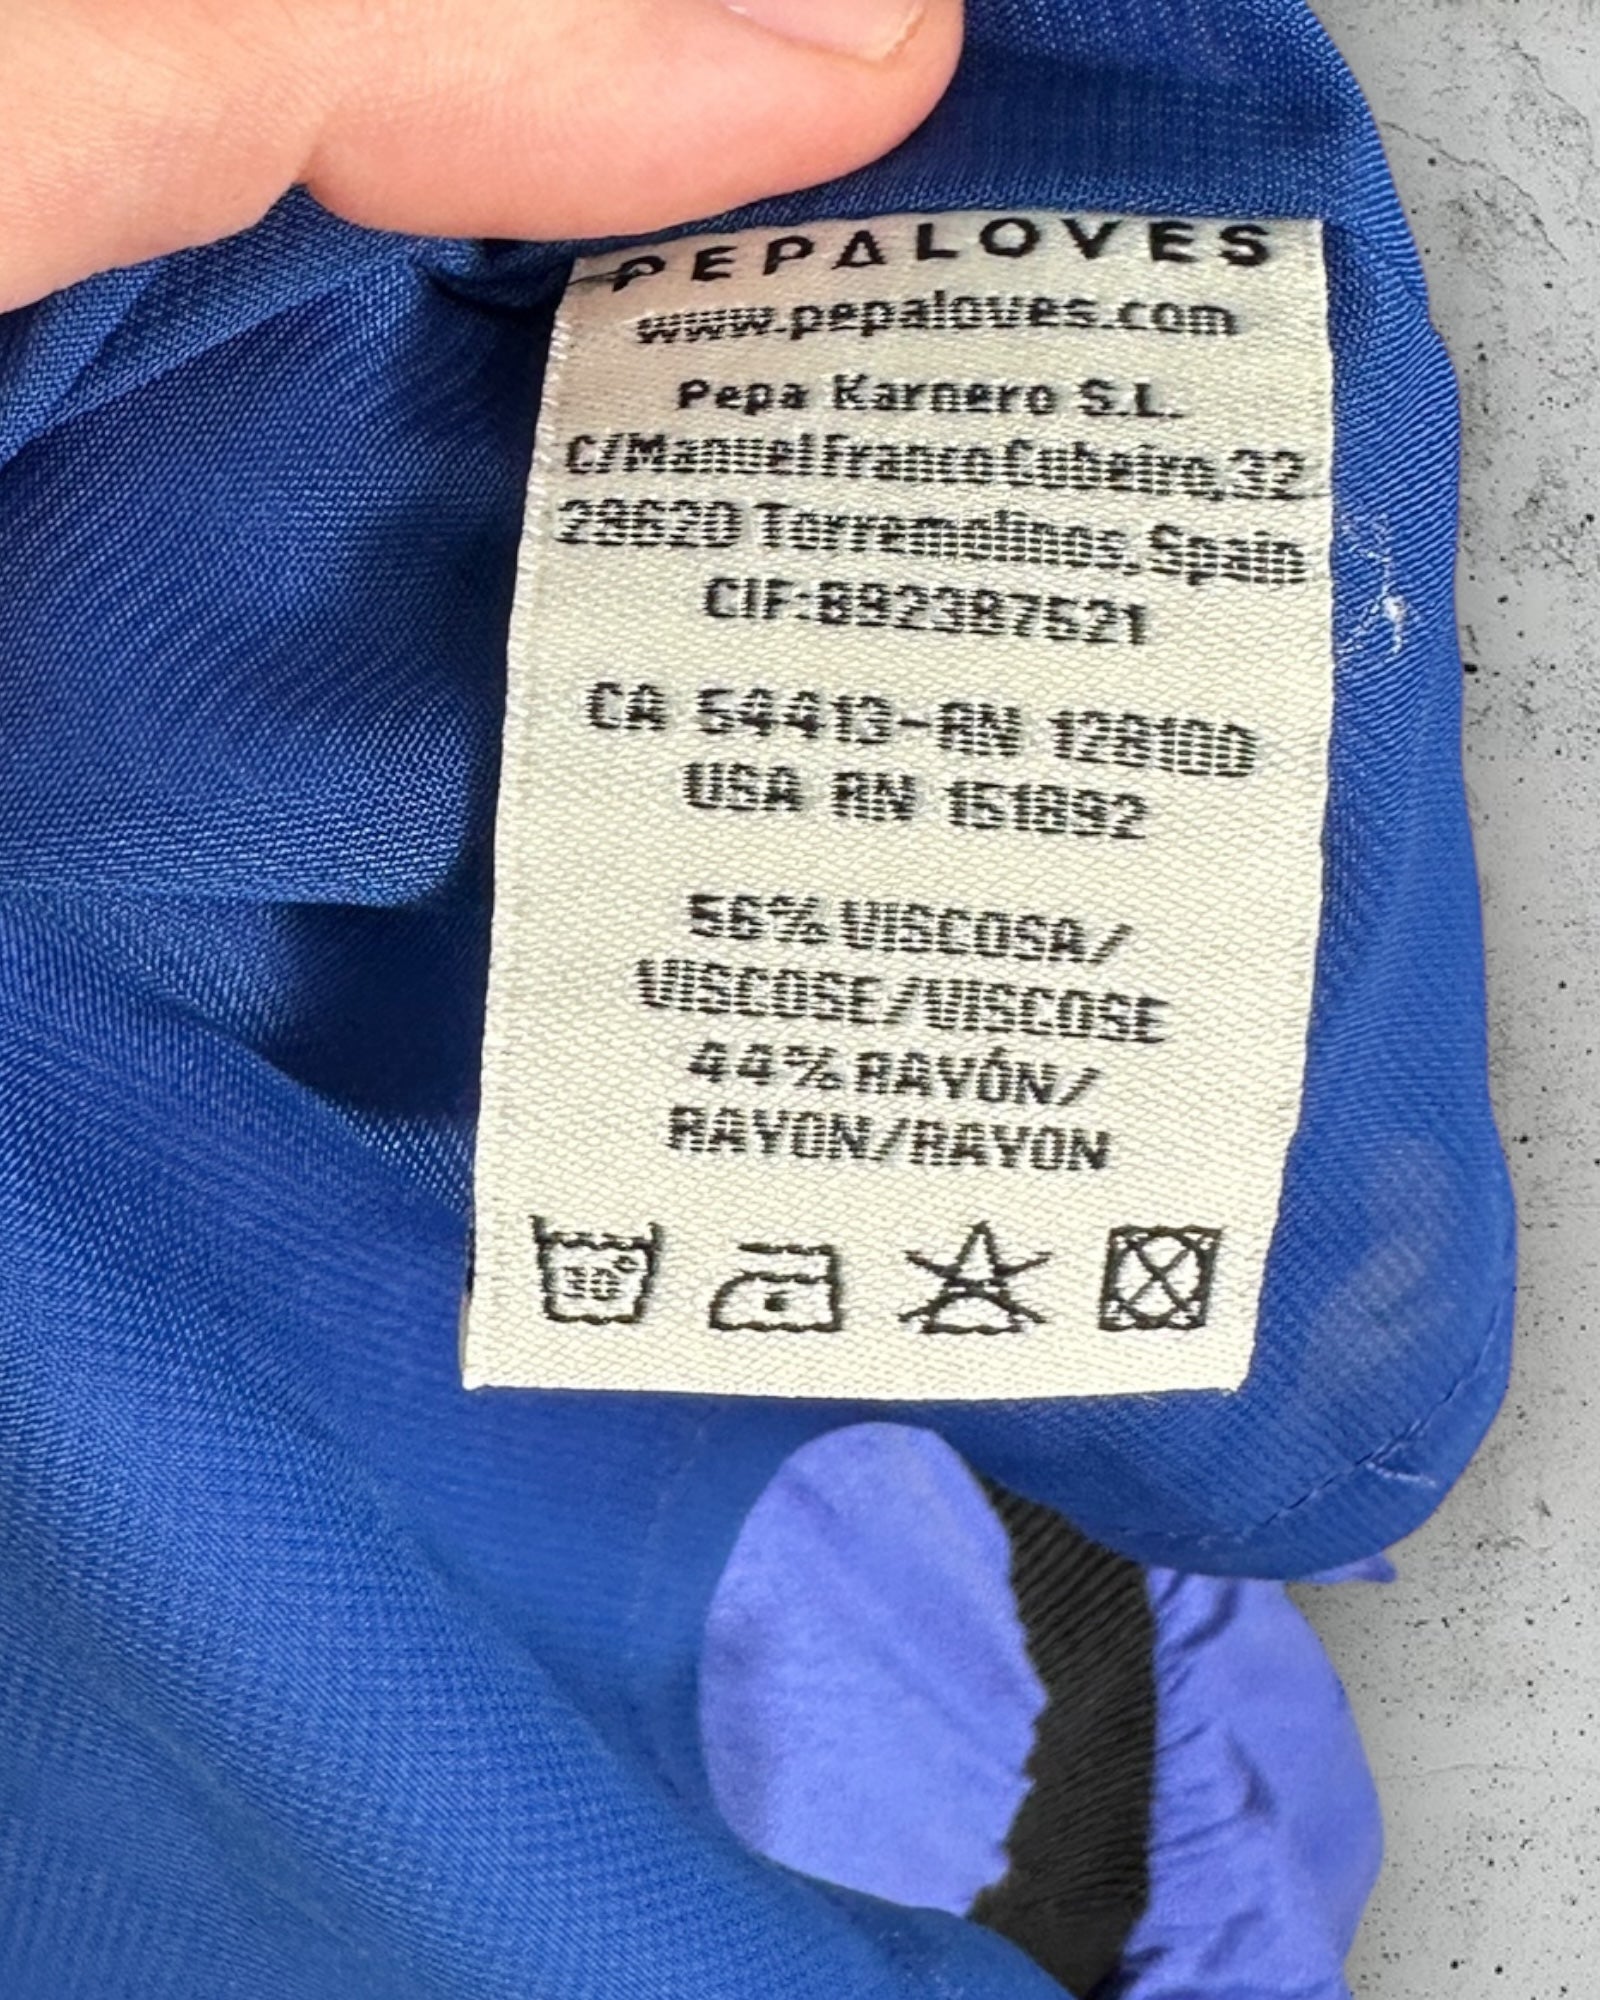 PEPALOVES
www.pepaloves.com
Pepa Karnero S.L.
C/Manuel Franco Cubeiro, 32
29620 Torremolinos, Spain
CIF:B92387521
CA 54413-RN 128100
USA RN 151892
56% VISCOSA/
VISCOSE/VISCOSE
44% RAYÓN/
RAYON/RAYON
30°